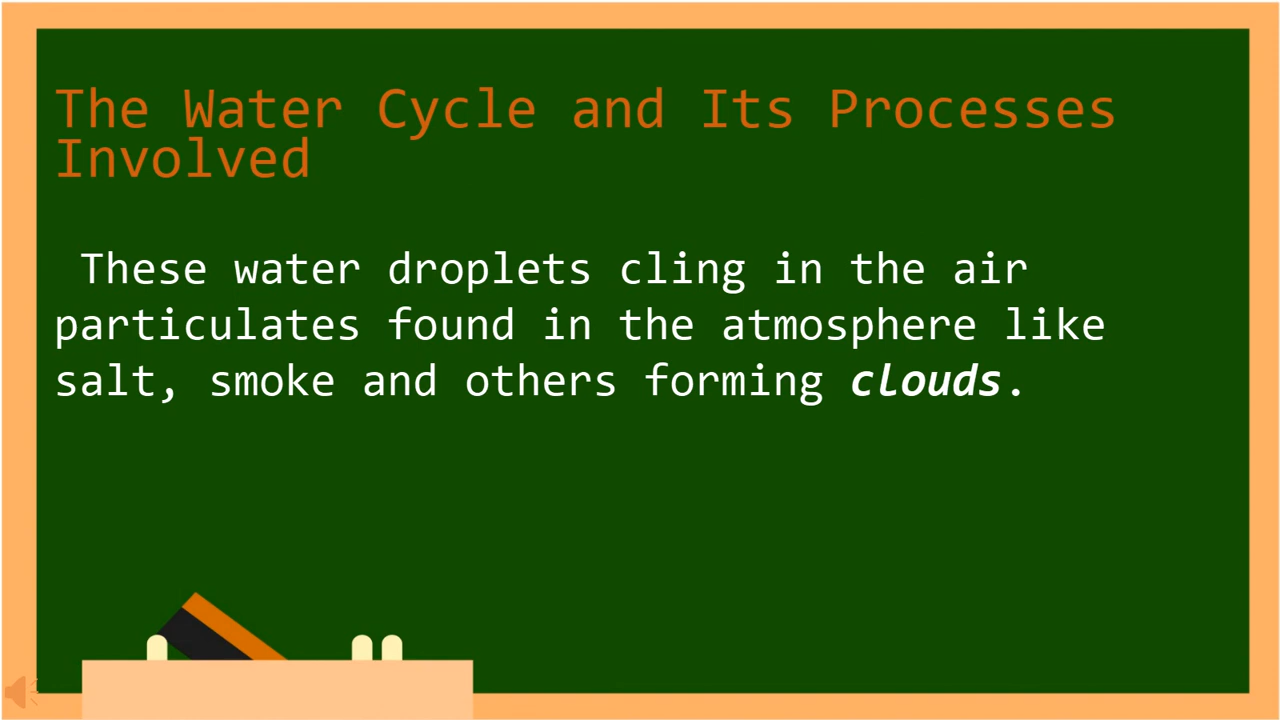 The Water Cycle and Its Processes
Involved
These water droplets cling in the air
particulates found in the atmosphere like
salt, smoke and others forming clouds.